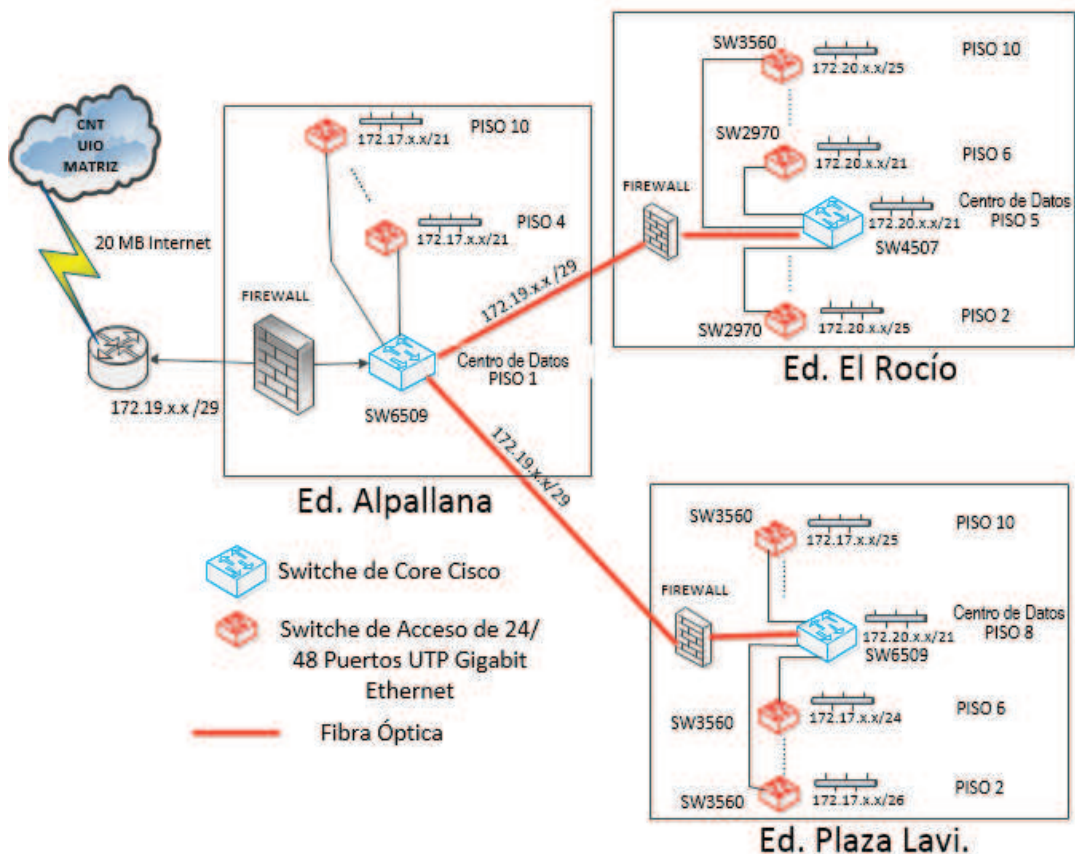 CNT
UIO
MATRIZ
20 MB Internet
172.19.x.x /29
FIREWALL
172.17.x.x/21
PISO 10
172.17.x.x/21
PISO 4
Centro de Datos
PISO 1
SW6509
Ed. Alpallana
172.19.x.x /29
172.19.x.x/29
SW3560
172.20.x.x/25
PISO 10
SW2970
172.20.x.x/21
PISO 6
FIREWALL
172.20.x.x/21
Centro de Datos
PISO 5
SW4507
SW2970
172.20.x.x/25
PISO 2
Ed. El Rocío
SW3560
172.17.x.x/25
PISO 10
FIREWALL
172.20.x.x/21
Centro de Datos
PISO 8
SW6509
SW3560
172.17.x.x/24
PISO 6
SW3560
172.17.x.x/26
PISO 2
Ed. Plaza Lavi.
Switche de Core Cisco
Switche de Acceso de 24/
48 Puertos UTP Gigabit
Ethernet
Fibra Óptica